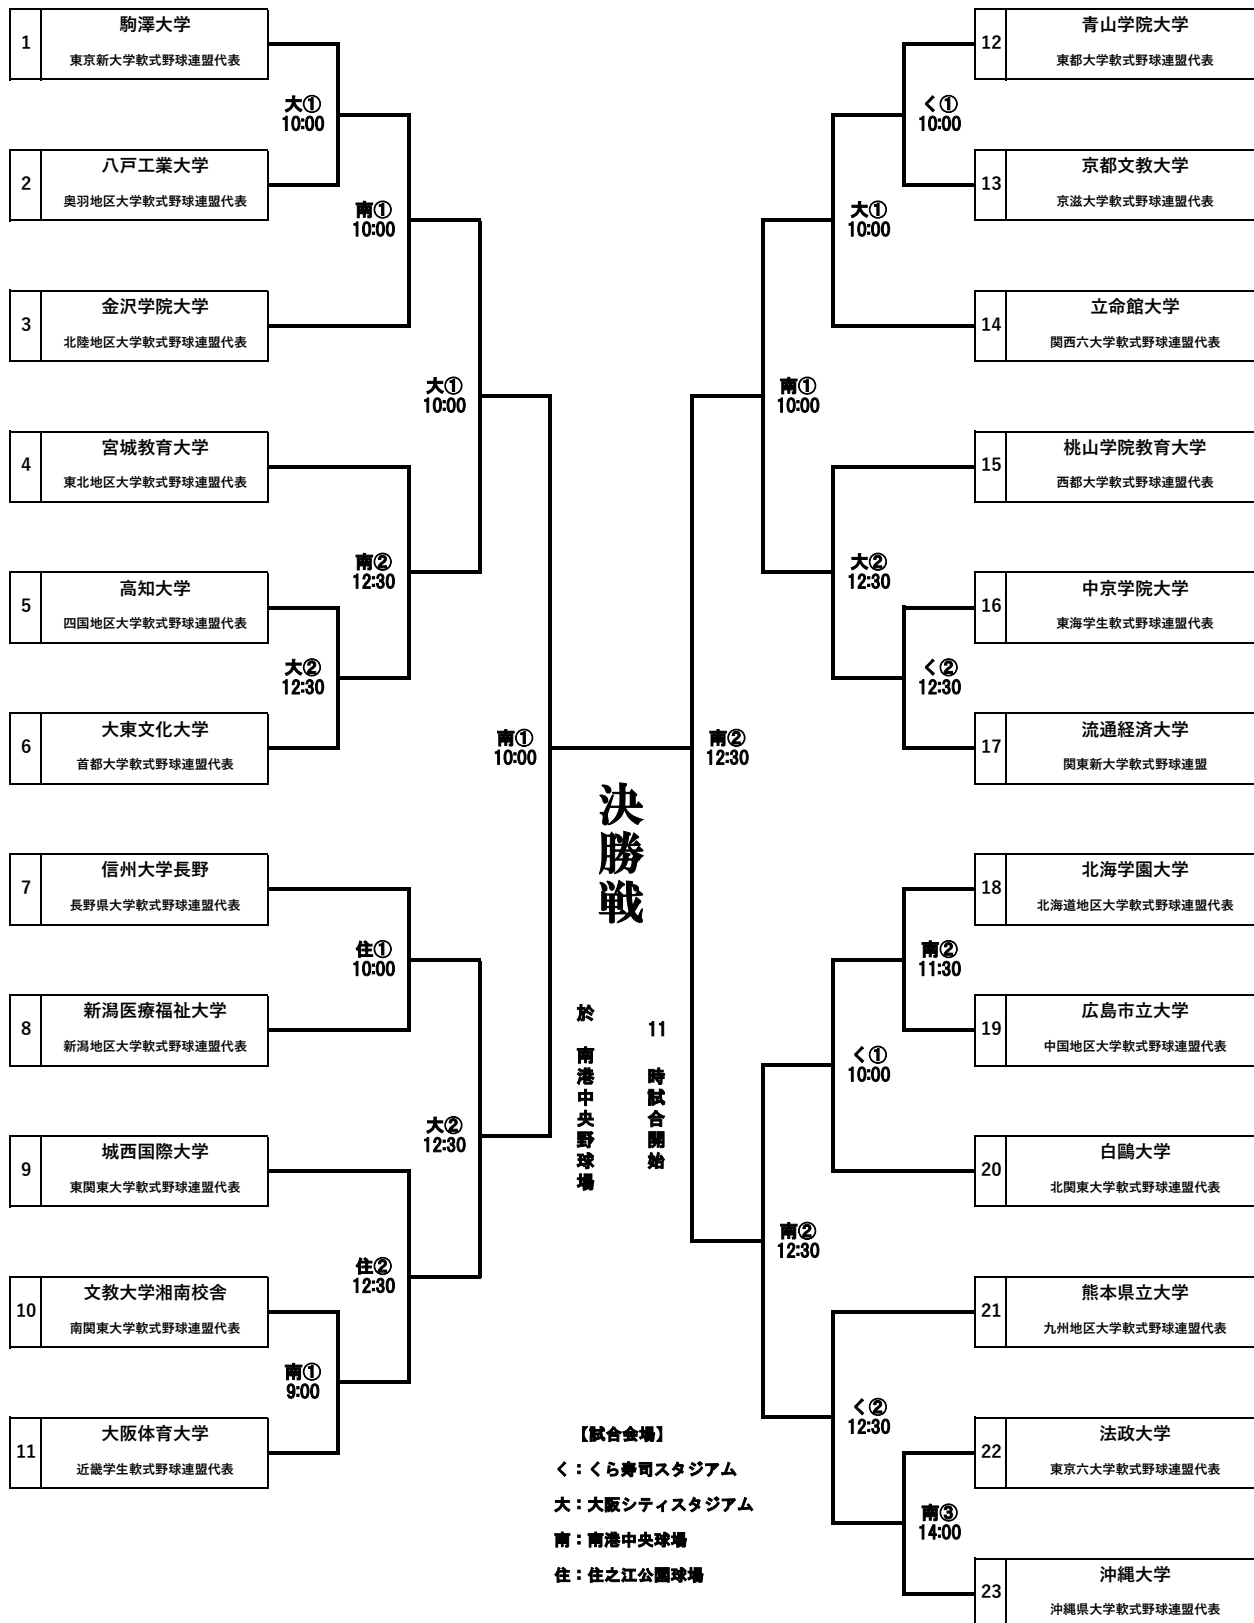 1
駒澤大学
東京新大学軟式野球連盟代表
大①
10:00
2
八戸工業大学
奥羽地区大学軟式野球連盟代表
南①
10:00
3
金沢学院大学
北陸地区大学軟式野球連盟代表
大①
10:00
4
宮城教育大学
東北地区大学軟式野球連盟代表
南②
12:30
5
高知大学
四国地区大学軟式野球連盟代表
大②
12:30
6
大東文化大学
首都大学軟式野球連盟代表
南①
10:00
7
信州大学長野
長野県大学軟式野球連盟代表
住①
10:00
8
新潟医療福祉大学
新潟地区大学軟式野球連盟代表
大②
12:30
9
城西国際大学
東関東大学軟式野球連盟代表
住②
12:30
10
文教大学湘南校舎
南関東大学軟式野球連盟代表
南①
9:00
11
大阪体育大学
近畿学生軟式野球連盟代表
決勝戦
11時試合開始
於 南港中央野球場
【試合会場】
く：くら寿司スタジアム
大：大阪シティスタジアム
南：南港中央球場
住：住之江公園球場
12
青山学院大学
東都大学軟式野球連盟代表
く①
10:00
13
京都文教大学
京滋大学軟式野球連盟代表
大①
10:00
14
立命館大学
関西六大学軟式野球連盟代表
南①
10:00
15
桃山学院教育大学
西都大学軟式野球連盟代表
大②
12:30
16
中京学院大学
東海学生軟式野球連盟代表
く②
12:30
17
流通経済大学
関東新大学軟式野球連盟
南②
12:30
18
北海学園大学
北海道地区大学軟式野球連盟代表
南②
11:30
19
広島市立大学
中国地区大学軟式野球連盟代表
く①
10:00
20
白鷗大学
北関東大学軟式野球連盟代表
南②
12:30
21
熊本県立大学
九州地区大学軟式野球連盟代表
く②
12:30
22
法政大学
東京六大学軟式野球連盟代表
南③
14:00
23
沖縄大学
沖縄県大学軟式野球連盟代表